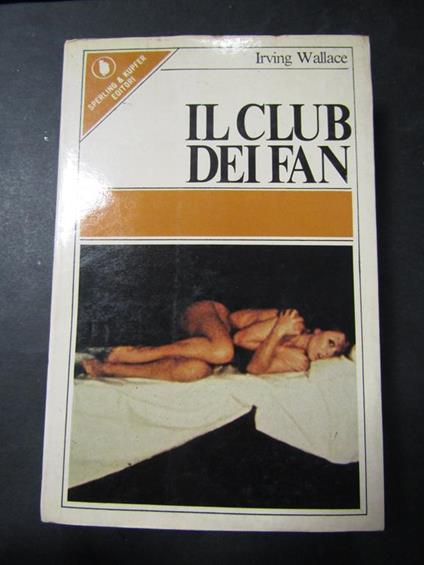 Irving Wallace
SPERLING & KUPFER
EDITORI
IL CLUB
DEI FAN